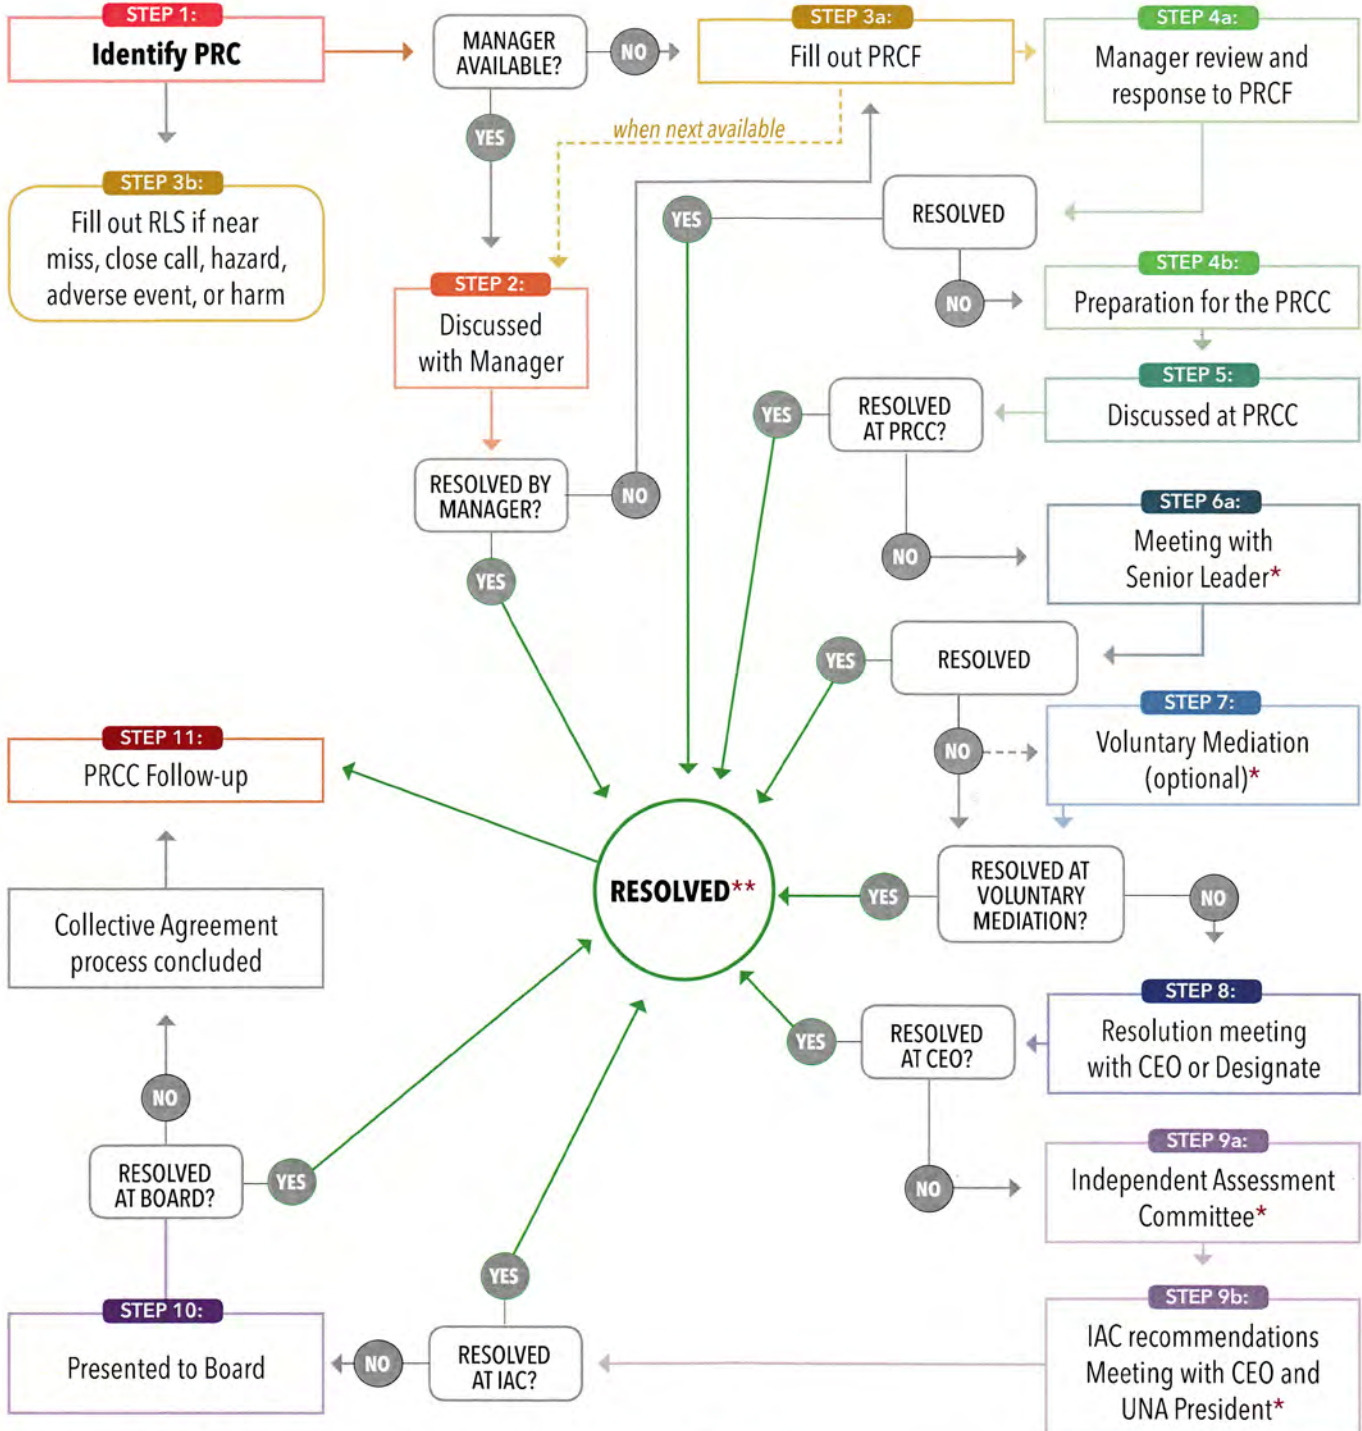 STEP 1:
Identify PRC
MANAGER
AVAILABLE?
NO
STEP 3a:
Fill out PRCF
STEP 4a:
Manager review and
response to PRCF
YES
when next available
STEP 3b:
Fill out RLS if near
miss, close call, hazard,
adverse event, or harm
YES
RESOLVED
NO
STEP 4b:
Preparation for the PRCC
STEP 2:
Discussed
with Manager
STEP 5:
Discussed at PRCC
RESOLVED
AT PRCC?
YES
NO
RESOLVED BY
MANAGER?
NO
YES
STEP 6a:
Meeting with
Senior Leader*
RESOLVED
YES
NO
STEP 7:
Voluntary Mediation
(optional)*
STEP 11:
PRCC Follow-up
RESOLVED**
RESOLVED AT
VOLUNTARY
MEDIATION?
YES
NO
Collective Agreement
process concluded
STEP 8:
Resolution meeting
with CEO or Designate
RESOLVED
AT CEO?
YES
NO
NO
RESOLVED
AT BOARD?
YES
STEP 9a:
Independent Assessment
Committee*
STEP 10:
Presented to Board
NO
YES
RESOLVED
AT IAC?
STEP 9b:
IAC recommendations
Meeting with CEO and
UNA President*